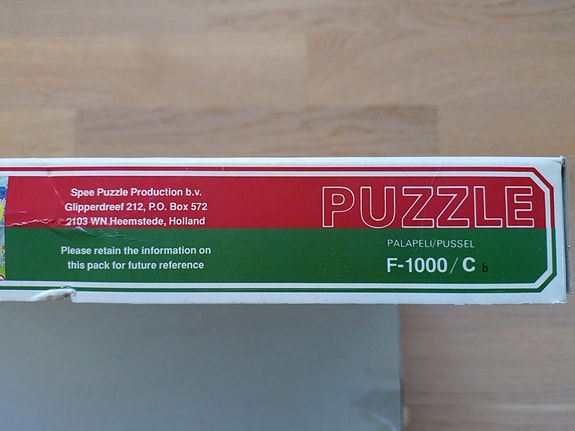 Spee Puzzle Production b.v.
Glipperdreef 212, P.O. Box 572
2103 WN Heemstede, Holland
Please retain the information on
this pack for future reference
PUZZLE
PALAPELI/PUSSEL
F-1000/C b